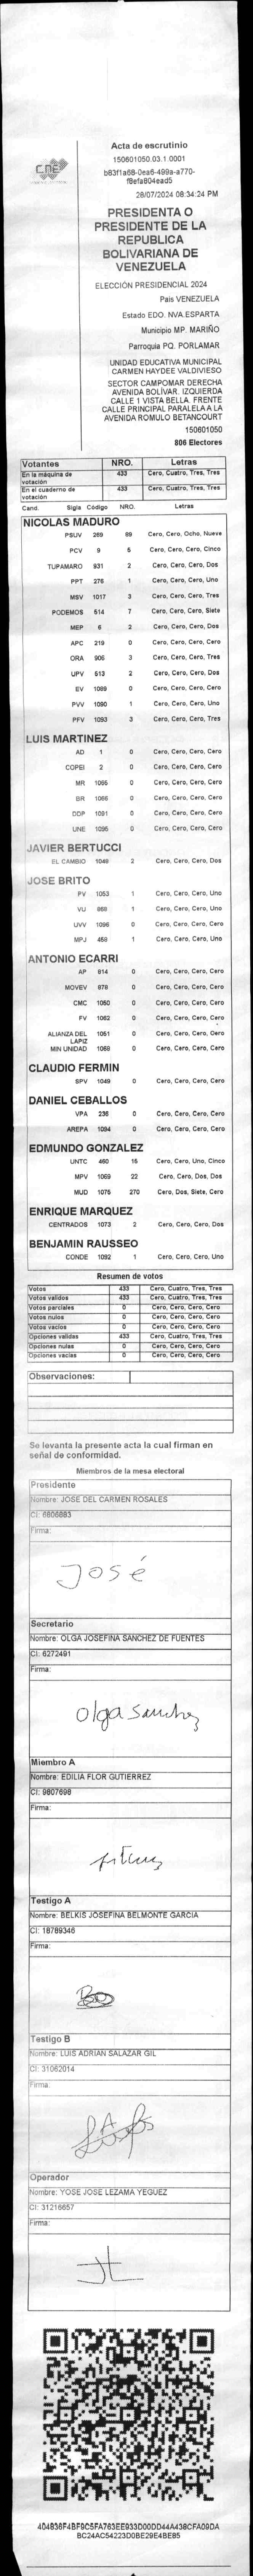 Acta de escrutinio
150601050.03.1.0001
b83f1a68-0ea6-499a-a770-
f8efa804ead5
28/07/2024 08:34:24 PM
CNE
PRESIDENTA O
PRESIDENTE DE LA
REPUBLICA
BOLIVARIANA DE
VENEZUELA
ELECCIÓN PRESIDENCIAL 2024
País VENEZUELA
Estado EDO. NVA.ESPARTA
Municipio MP. MARIÑO
Parroquia PQ. PORLAMAR
UNIDAD EDUCATIVA MUNICIPAL
CARMEN HAYDEE VALDIVIESO
SECTOR CAMPOMAR DERECHA
AVENIDA BOLÍVAR. IZQUIERDA
CALLE 1 VISTA BELLA. FRENTE
CALLE PRINCIPAL PARALELA A LA
AVENIDA ROMULO BETANCOURT
150601050
806 Electores
Votantes NRO. Letras
En la máquina de votación 433 Cero, Cuatro, Tres, Tres
En el cuaderno de votación 433 Cero, Cuatro, Tres, Tres
Cand. Sigla Código NRO. Letras
NICOLAS MADURO
PSUV 269 89 Cero, Cero, Ocho, Nueve
PCV 9 5 Cero, Cero, Cero, Cinco
TUPAMARO 931 2 Cero, Cero, Cero, Dos
PPT 276 1 Cero, Cero, Cero, Uno
MSV 1017 3 Cero, Cero, Cero, Tres
PODEMOS 514 7 Cero, Cero, Cero, Siete
MEP 6 2 Cero, Cero, Cero, Dos
APC 219 0 Cero, Cero, Cero, Cero
ORA 906 3 Cero, Cero, Cero, Tres
UPV 613 2 Cero, Cero, Cero, Dos
EV 1089 0 Cero, Cero, Cero, Cero
PVV 1090 1 Cero, Cero, Cero, Uno
PFV 1093 3 Cero, Cero, Cero, Tres
LUIS MARTINEZ
AD 1 0 Cero, Cero, Cero, Cero
COPEI 2 0 Cero, Cero, Cero, Cero
MR 1065 0 Cero, Cero, Cero, Cero
BR 1066 0 Cero, Cero, Cero, Cero
DDP 1091 0 Cero, Cero, Cero, Cero
UNE 1095 0 Cero, Cero, Cero, Cero
JAVIER BERTUCCI
EL CAMBIO 1048 2 Cero, Cero, Cero, Dos
JOSE BRITO
PV 1053 1 Cero, Cero, Cero, Uno
VU 868 1 Cero, Cero, Cero, Uno
UVV 1096 0 Cero, Cero, Cero, Cero
MPJ 458 1 Cero, Cero, Cero, Uno
ANTONIO ECARRI
AP 814 0 Cero, Cero, Cero, Cero
MOVEV 878 0 Cero, Cero, Cero, Cero
CMC 1050 0 Cero, Cero, Cero, Cero
FV 1062 0 Cero, Cero, Cero, Cero
ALIANZA DEL LAPIZ 1051 0 Cero, Cero, Cero, Cero
MIN UNIDAD 1068 0 Cero, Cero, Cero, Cero
CLAUDIO FERMIN
SPV 1049 0 Cero, Cero, Cero, Cero
DANIEL CEBALLOS
VPA 236 0 Cero, Cero, Cero, Cero
AREPA 1094 0 Cero, Cero, Cero, Cero
EDMUNDO GONZALEZ
UNTC 460 15 Cero, Cero, Uno, Cinco
MPV 1069 22 Cero, Cero, Dos, Dos
MUD 1075 270 Cero, Dos, Siete, Cero
ENRIQUE MARQUEZ
CENTRADOS 1073 2 Cero, Cero, Cero, Dos
BENJAMIN RAUSSEO
CONDE 1092 1 Cero, Cero, Cero, Uno
Resumen de votos
Votos 433 Cero, Cuatro, Tres, Tres
Votos validos 433 Cero, Cuatro, Tres, Tres
Votos parciales 0 Cero, Cero, Cero, Cero
Votos nulos 0 Cero, Cero, Cero, Cero
Votos vacios 0 Cero, Cero, Cero, Cero
Opciones validas 433 Cero, Cuatro, Tres, Tres
Opciones nulas 0 Cero, Cero, Cero, Cero
Opciones vacias 0 Cero, Cero, Cero, Cero
Observaciones:
Se levanta la presente acta la cual firman en
señal de conformidad.
Miembros de la mesa electoral
Presidente
Nombre: JOSE DEL CARMEN ROSALES
CI: 6806883
Firma:
José
Secretario
Nombre: OLGA JOSEFINA SANCHEZ DE FUENTES
CI: 6272491
Firma:
Olga Sanchez
Miembro A
Nombre: EDILIA FLOR GUTIERREZ
CI: 9807698
Firma:
Testigo A
Nombre: BELKIS JOSEFINA BELMONTE GARCIA
CI: 18789346
Firma:
Testigo B
Nombre: LUIS ADRIAN SALAZAR GIL
CI: 31062014
Firma:
Operador
Nombre: YOSE JOSE LEZAMA YEGUEZ
CI: 31216657
Firma:
404836F4BF9C5FA763EE933D00DD44A438CFA09DA
BC24AC54223D0BE29E4BE85